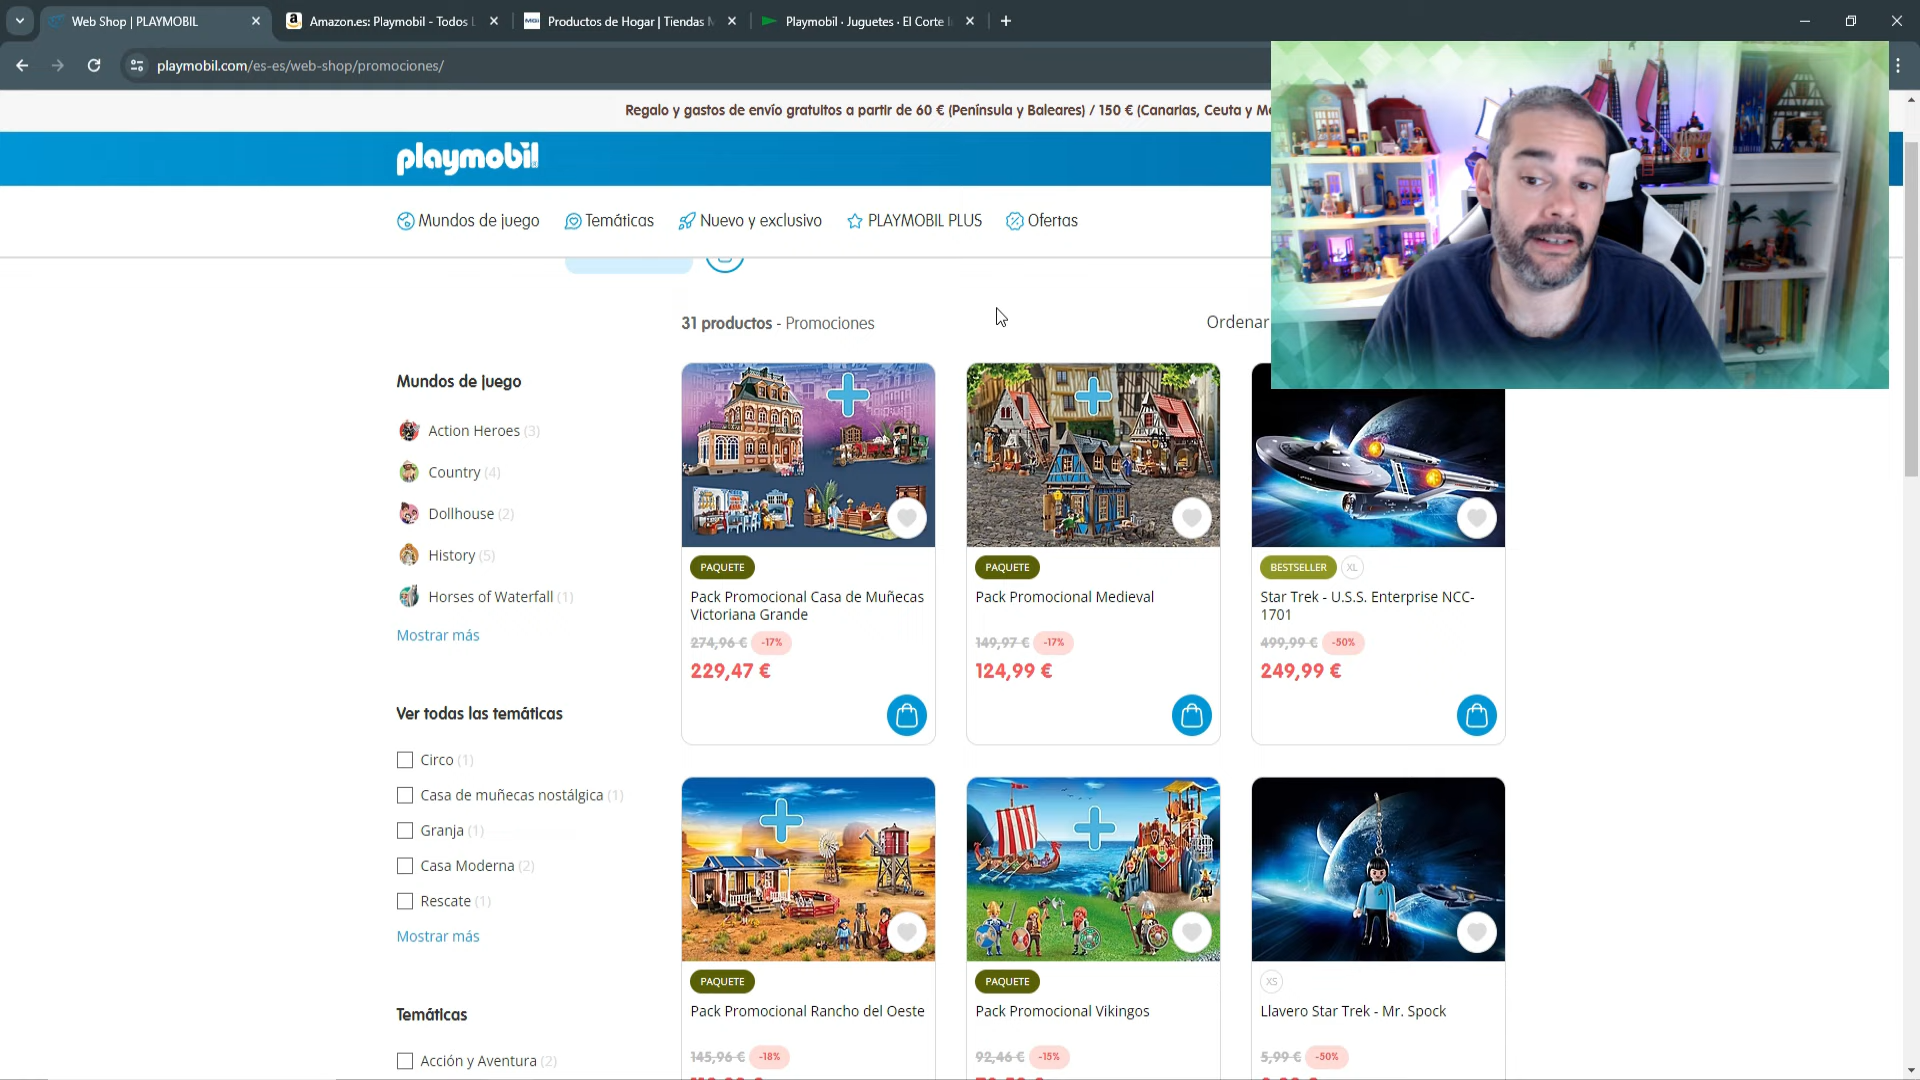 Web Shop | PLAYMOBIL
Amazon.es: Playmobil - Todos
MGI
Productos de Hogar | Tiendas
Playmobil · Juguetes · El Corte
playmobil.com/es-es/web-shop/promociones/
Regalo y gastos de envío gratuitos a partir de 60 € (Península y Baleares) / 150 € (Canarias, Ceuta y
playmobil
Mundos de juego
Temáticas
Nuevo y exclusivo
PLAYMOBIL PLUS
Ofertas
31 productos - Promociones
Ordenar
Mundos de juego
Action Heroes (3)
Country (4)
Dollhouse (2)
History (5)
Horses of Waterfall (1)
Mostrar más
Ver todas las temáticas
Circo (1)
Casa de muñecas nostálgica (1)
Granja (1)
Casa Moderna (2)
Rescate (1)
Mostrar más
Temáticas
Acción y Aventura (2)
PAQUETE
Pack Promocional Casa de Muñecas
Victoriana Grande
274,96 € -17%
229,47 €
PAQUETE
Pack Promocional Medieval
149,97 € -17%
124,99 €
BESTSELLER XL
Star Trek - U.S.S. Enterprise NCC-
1701
499,99 € -50%
249,99 €
PAQUETE
Pack Promocional Rancho del Oeste
145,96 € -18%
PAQUETE
Pack Promocional Vikingos
92,46 € -15%
XS
Llavero Star Trek - Mr. Spock
5,99 € -50%